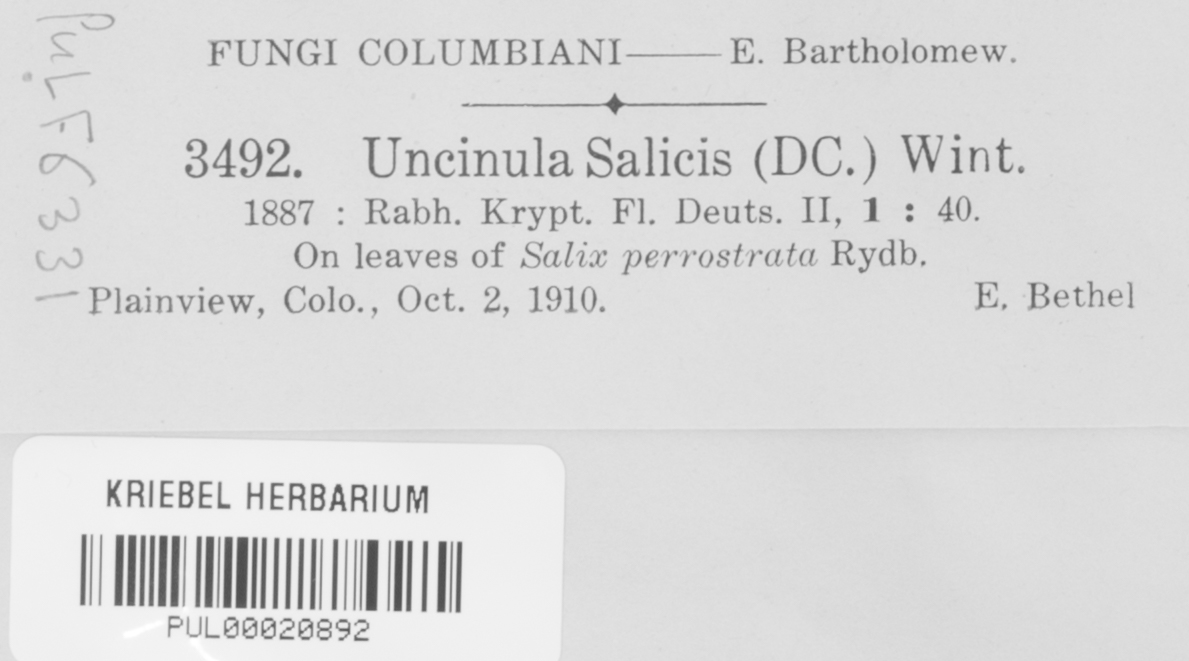 FUNGI COLUMBIANI—— E. Bartholomew.
3492. Uncinula Salicis (DC.) Wint.
1887 : Rabh. Krypt. Fl. Deuts. II, 1 : 40.
On leaves of Salix perrostrata Rydb.
Plainview, Colo., Oct. 2, 1910. E. Bethel
PuL F6331
KRIEBEL HERBARIUM
PUL00020892